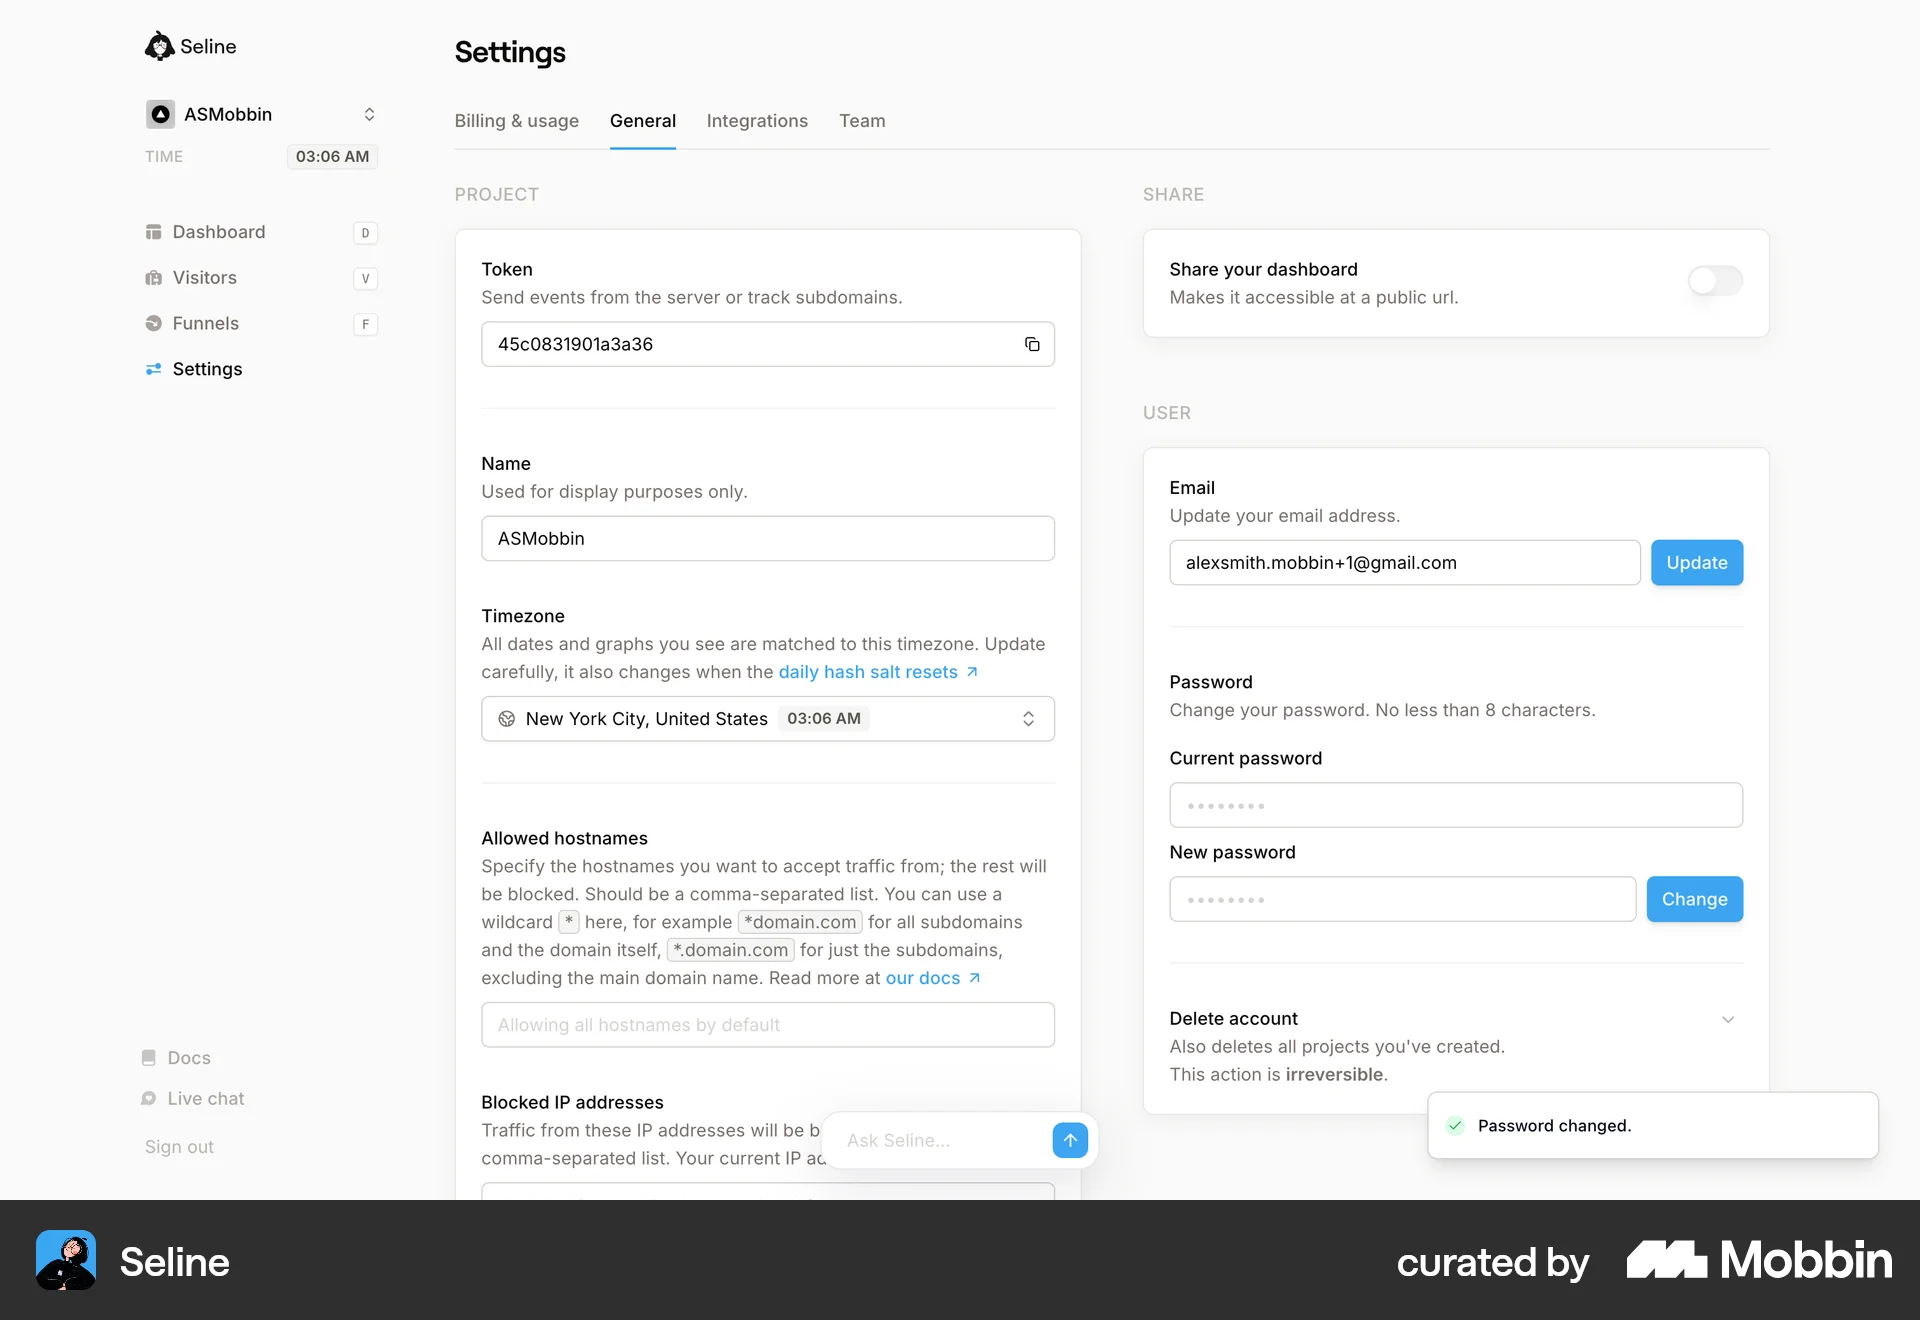 Seline
ASMobbin
TIME
03:06 AM
Dashboard
D
Visitors
V
Funnels
F
Settings
Docs
Live chat
Sign out
Settings
Billing & usage
General
Integrations
Team
PROJECT
Token
Send events from the server or track subdomains.
45c0831901a3a36
Name
Used for display purposes only.
ASMobbin
Timezone
All dates and graphs you see are matched to this timezone. Update
carefully, it also changes when the daily hash salt resets
New York City, United States 03:06 AM
Allowed hostnames
Specify the hostnames you want to accept traffic from; the rest will
be blocked. Should be a comma-separated list. You can use a
wildcard * here, for example *domain.com for all subdomains
and the domain itself, *.domain.com for just the subdomains,
excluding the main domain name. Read more at our docs
Allowing all hostnames by default
Blocked IP addresses
Traffic from these IP addresses will be b
comma-separated list. Your current IP ad
Ask Seline...
SHARE
Share your dashboard
Makes it accessible at a public url.
USER
Email
Update your email address.
alexsmith.mobbin+1@gmail.com
Update
Password
Change your password. No less than 8 characters.
Current password
New password
Change
Delete account
Also deletes all projects you've created.
This action is irreversible.
Password changed.
Seline
curated by
Mobbin